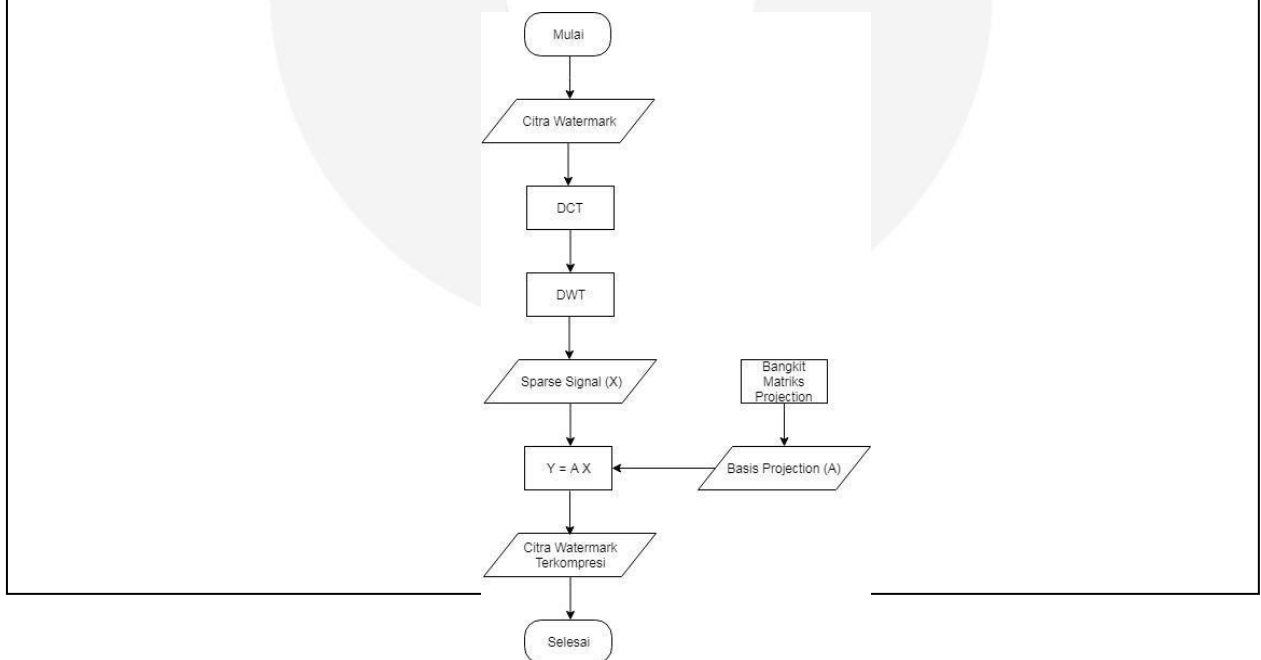 Mulai
Citra Watermark
DCT
DWT
Sparse Signal (X)
Bangkit
Matriks
Projection
Y = A X
Basis Projection (A)
Citra Watermark
Terkompresi
Selesai